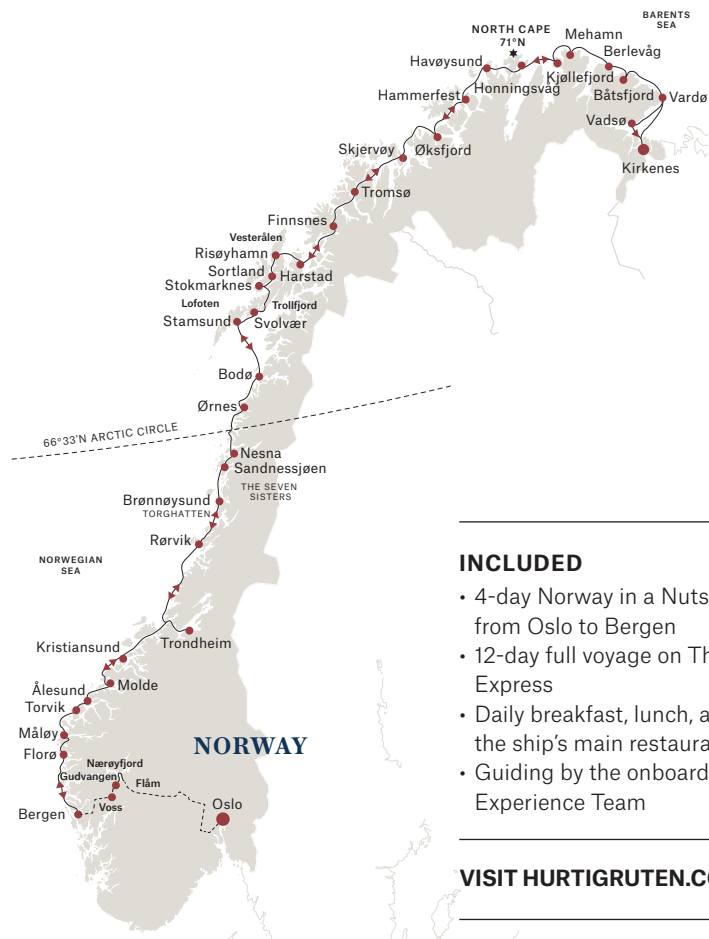 BARENTS
SEA
NORTH CAPE
71°N
Mehamn
Berlevåg
Havøysund
Kjøllefjord
Honningsvåg
Båtsfjord
Hammerfest
Vardø
Vadsø
Kirkenes
Skjervøy
Øksfjord
Tromsø
Finnsnes
Vesterålen
Risøyhamn
Sortland
Harstad
Stokmarknes
Lofoten
Trollfjord
Stamsund
Svolvær
Bodø
Ørnes
66°33'N ARCTIC CIRCLE
Nesna
Sandnessjøen
THE SEVEN
SISTERS
Brønnøysund
TORGHATTEN
Rørvik
NORWEGIAN
SEA
Trondheim
Kristiansund
Molde
Ålesund
Torvik
Måløy
Florø
NORWAY
Nærøyfjord
Gudvangen
Flåm
Voss
Bergen
Oslo
INCLUDED
• 4-day Norway in a Nuts
from Oslo to Bergen
• 12-day full voyage on Th
Express
• Daily breakfast, lunch, a
the ship's main restaura
• Guiding by the onboard
Experience Team
VISIT HURTIGRUTEN.CO